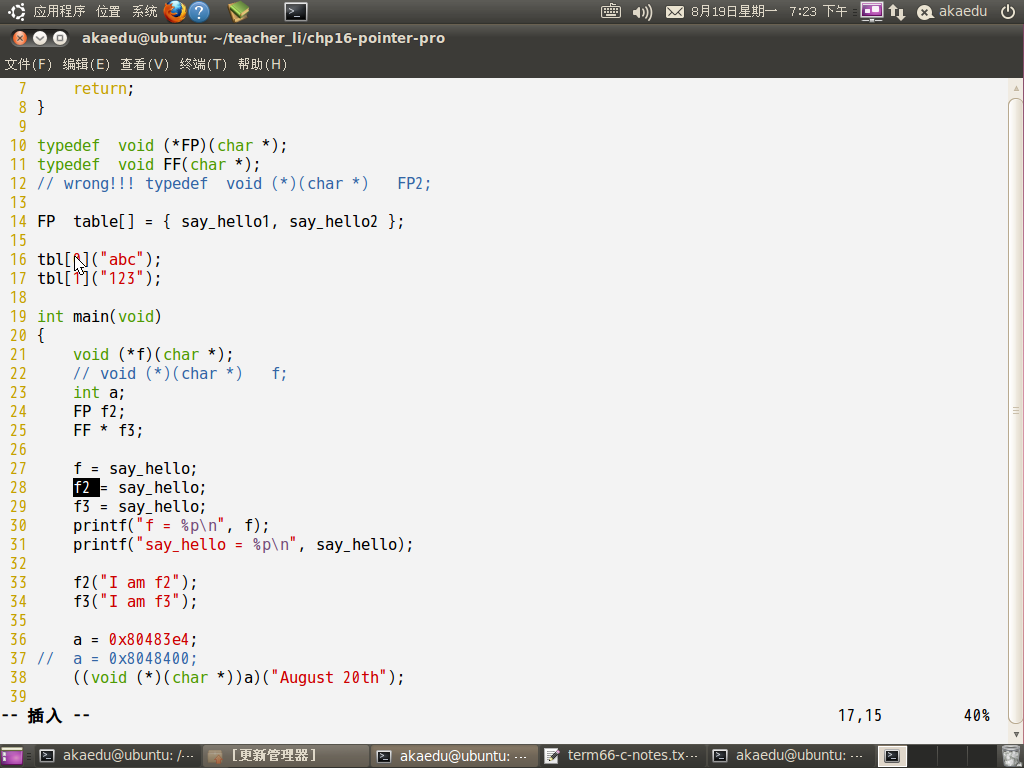 应用程序 位置 系统 8月19日星期一 7:23 下午 akaedu
akaedu@ubuntu: ~/teacher_li/chp16-pointer-pro
文件(F) 编辑(E) 查看(V) 终端(T) 帮助(H)
7     return;
8 }
9
10 typedef  void (*FP)(char *);
11 typedef  void FF(char *);
12 // wrong!!! typedef  void (*)(char *)   FP2;
13
14 FP  table[] = { say_hello1, say_hello2 };
15
16 tbl[0]("abc");
17 tbl[1]("123");
18
19 int main(void)
20 {
21     void (*f)(char *);
22     // void (*)(char *)   f;
23     int a;
24     FP f2;
25     FF * f3;
26
27     f = say_hello;
28     f2 = say_hello;
29     f3 = say_hello;
30     printf("f = %p\n", f);
31     printf("say_hello = %p\n", say_hello);
32
33     f2("I am f2");
34     f3("I am f3");
35
36     a = 0x80483e4;
37 //  a = 0x8048400;
38     ((void (*)(char *))a)("August 20th");
39
-- 插入 -- 17,15 40%
akaedu@ubuntu: /··· [更新管理器] akaedu@ubuntu: ··· term66-c-notes.tx··· akaedu@ubuntu: ···